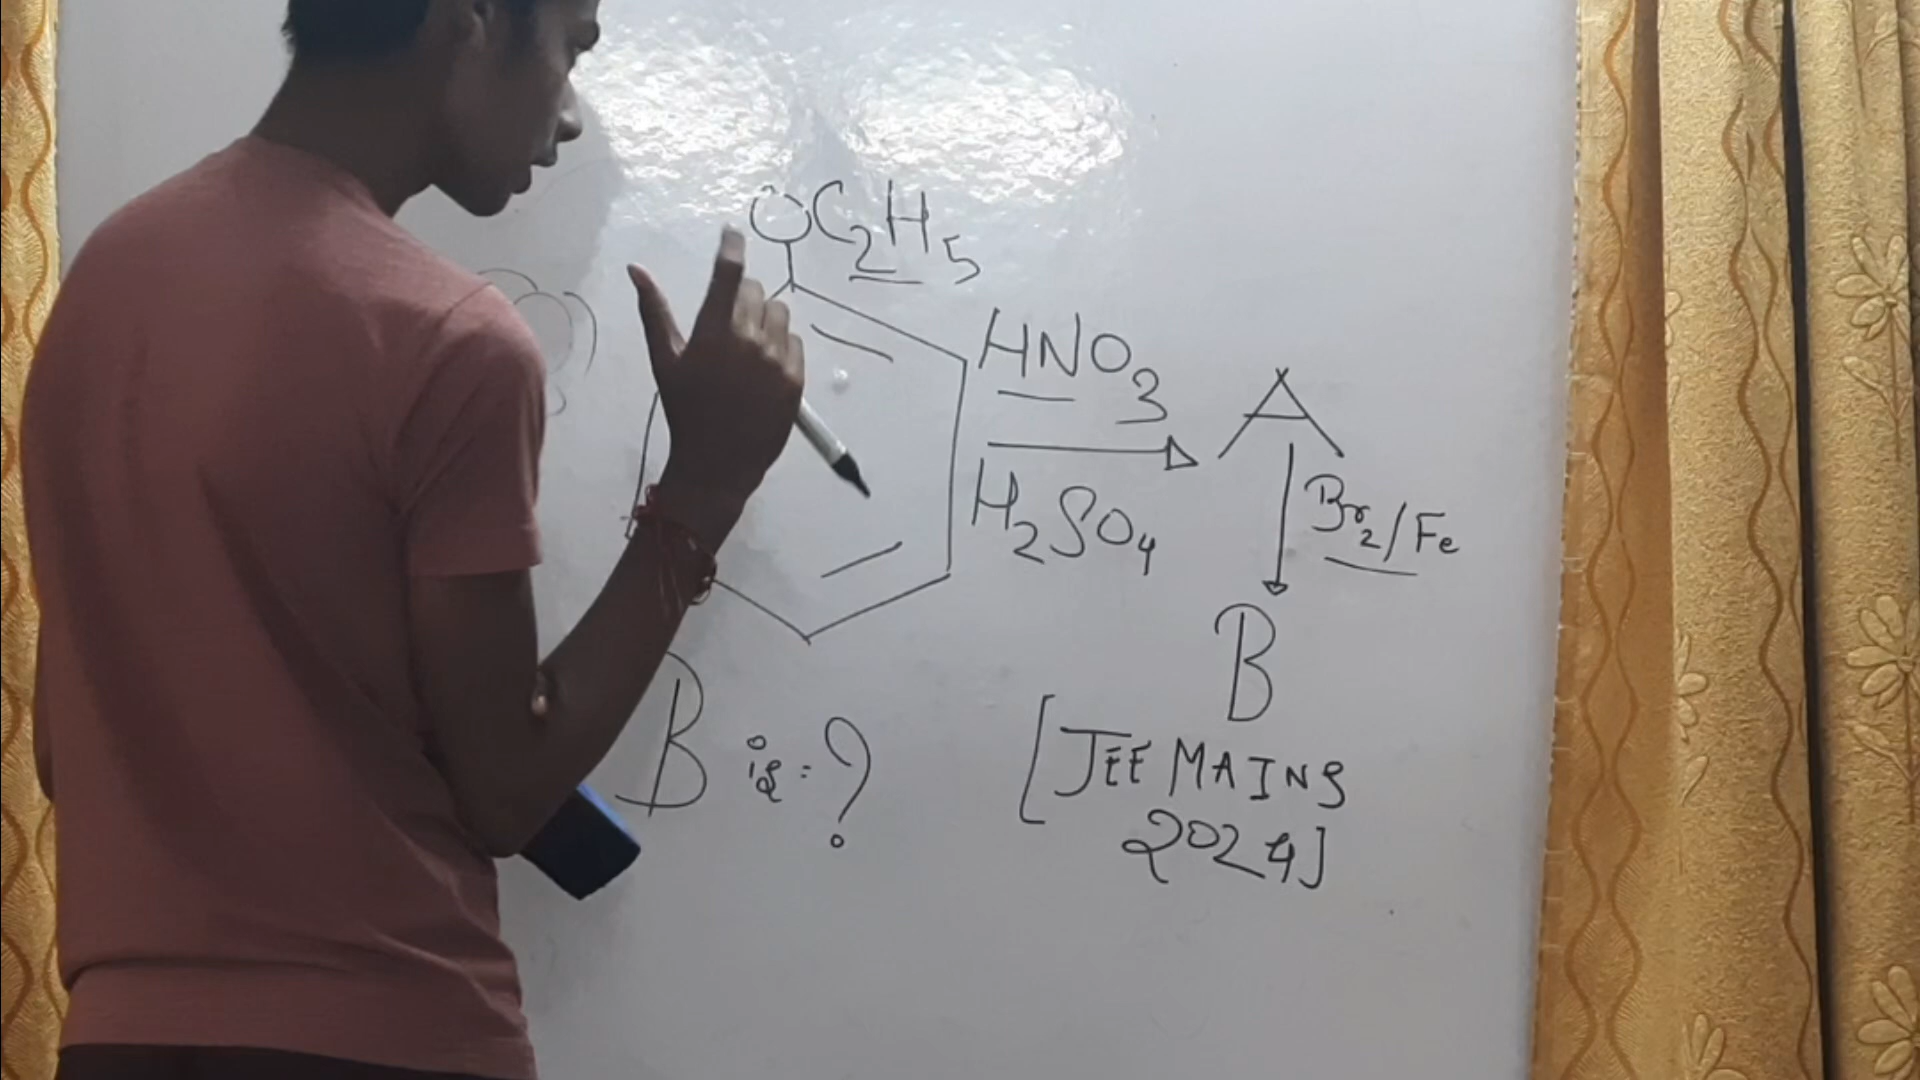 OC2H5
HNO3
H2SO4
A
Br2/Fe
B
B is = ?
[JEE MAINS
2024]